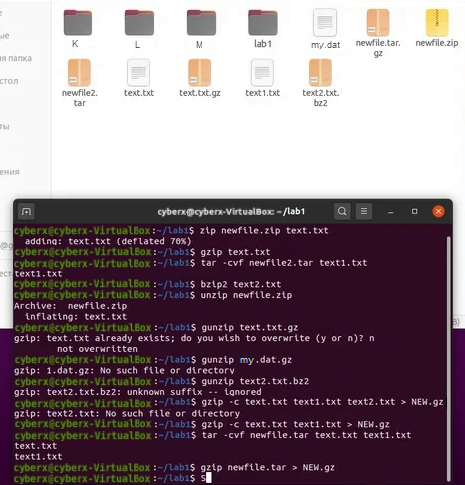 ые
я папка
стол
ты
ения
@g
ест
K
L
M
lab1
my.dat
newfile.tar.
gz
newfile.zip
newfile2.
tar
text.txt
text.txt.gz
text1.txt
text2.txt.
bz2
В)
cyberx@cyberx-VirtualBox: ~/lab1
cyberx@cyberx-VirtualBox:~/lab1$ zip newfile.zip text.txt
adding: text.txt (deflated 70%)
cyberx@cyberx-VirtualBox:~/lab1$ gzip text.txt
cyberx@cyberx-VirtualBox:~/lab1$ tar -cvf newfile2.tar text1.txt
text1.txt
cyberx@cyberx-VirtualBox:~/lab1$ bzip2 text2.txt
cyberx@cyberx-VirtualBox:~/lab1$ unzip newfile.zip
Archive:  newfile.zip
inflating: text.txt
cyberx@cyberx-VirtualBox:~/lab1$ gunzip text.txt.gz
gzip: text.txt already exists; do you wish to overwrite (y or n)? n
not overwritten
cyberx@cyberx-VirtualBox:~/lab1$ gunzip my.dat.gz
gzip: 1.dat.gz: No such file or directory
cyberx@cyberx-VirtualBox:~/lab1$ gunzip text2.txt.bz2
gzip: text2.txt.bz2: unknown suffix -- ignored
cyberx@cyberx-VirtualBox:~/lab1$ gzip -c text.txt text1.txt text2.txt > NEW.gz
gzip: text2.txt: No such file or directory
cyberx@cyberx-VirtualBox:~/lab1$ gzip -c text.txt text1.txt > NEW.gz
cyberx@cyberx-VirtualBox:~/lab1$ tar -cvf newfile.tar text.txt text1.txt
text.txt
text1.txt
cyberx@cyberx-VirtualBox:~/lab1$ gzip newfile.tar > NEW.gz
cyberx@cyberx-VirtualBox:~/lab1$ S